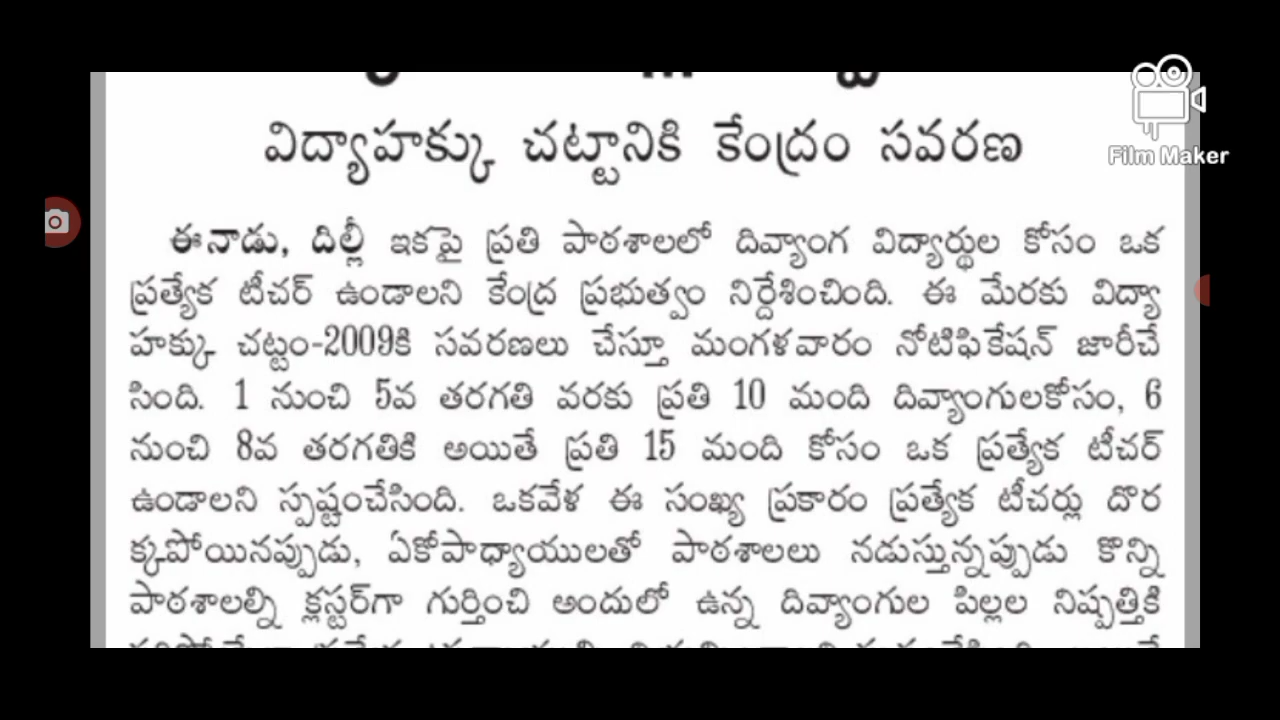 విద్యాహక్కు చట్టానికి కేంద్రం సవరణ
Film Maker
ఈనాడు, దిల్లీ ఇకపై ప్రతి పాఠశాలలో దివ్యాంగ విద్యార్థుల కోసం ఒక
ప్రత్యేక టీచర్ ఉండాలని కేంద్ర ప్రభుత్వం నిర్దేశించింది. ఈ మేరకు విద్యా
హక్కు చట్టం-2009కి సవరణలు చేస్తూ మంగళవారం నోటిఫికేషన్ జారీచే
సింది. 1 నుంచి 5వ తరగతి వరకు ప్రతి 10 మంది దివ్యాంగులకోసం, 6
నుంచి 8వ తరగతికి అయితే ప్రతి 15 మంది కోసం ఒక ప్రత్యేక టీచర్
ఉండాలని స్పష్టంచేసింది. ఒకవేళ ఈ సంఖ్య ప్రకారం ప్రత్యేక టీచర్లు దొర
క్కపోయినప్పుడు, ఏకోపాధ్యాయులతో పాఠశాలలు నడుస్తున్నప్పుడు కొన్ని
పాఠశాలల్ని క్లస్టర్‌గా గుర్తించి అందులో ఉన్న దివ్యాంగుల పిల్లల నిష్పత్తికి